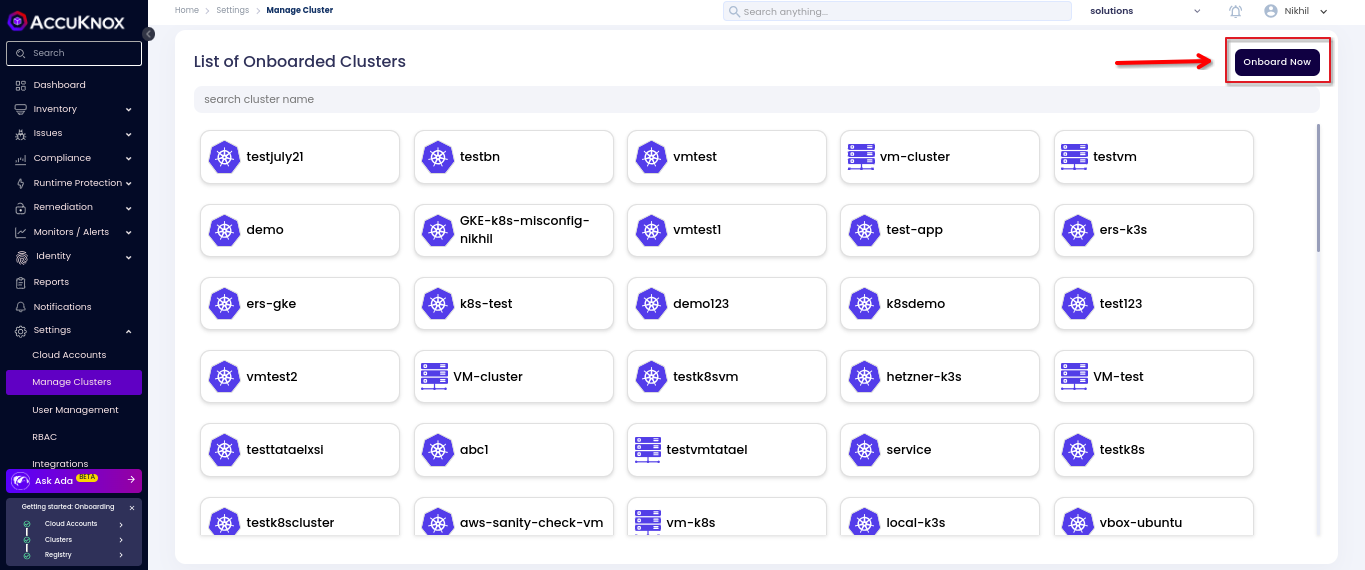 ACCUKNOX
Search
Dashboard
Inventory
Issues
Compliance
Runtime Protection
Remediation
Monitors / Alerts
Identity
Reports
Notifications
Settings
Cloud Accounts
Manage Clusters
User Management
RBAC
Integrations
Ask Ada BETA
Getting started: Onboarding
Cloud Accounts
Clusters
Registry
Home > Settings > Manage Cluster
Search anything...
solutions
Nikhil
List of Onboarded Clusters
Onboard Now
search cluster name
testjuly21
testbn
vmtest
vm-cluster
testvm
demo
GKE-k8s-misconfig-
nikhil
vmtest1
test-app
ers-k3s
ers-gke
k8s-test
demo123
k8sdemo
test123
vmtest2
VM-cluster
testk8svm
hetzner-k3s
VM-test
testtataelxsi
abc1
testvmtatael
service
testk8s
testk8scluster
aws-sanity-check-vm
vm-k8s
local-k3s
vbox-ubuntu